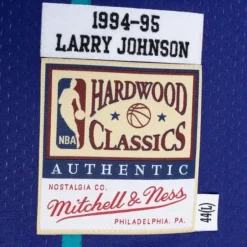 1994-95
LARRY JOHNSON
NBA
HARDWOOD
CLASSICS
AUTHENTIC
NOSTALGIA CO.
Mitchell & Ness
PHILADELPHIA, PA.
44(L)